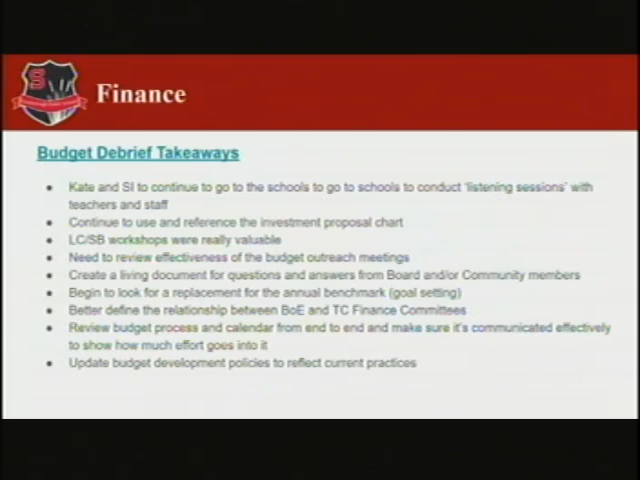 S
Finance
Budget Debrief Takeaways
• Kate and SI to continue to go to the schools to go to schools to conduct 'listening sessions' with
teachers and staff
• Continue to use and reference the investment proposal chart
• LC/SB workshops were really valuable
• Need to review effectiveness of the budget outreach meetings
• Create a living document for questions and answers from Board and/or Community members
• Begin to look for a replacement for the annual benchmark (goal setting)
• Better define the relationship between BoE and TC Finance Committees
• Review budget process and calendar from end to end and make sure it's communicated effectively
to show how much effort goes into it
• Update budget development policies to reflect current practices